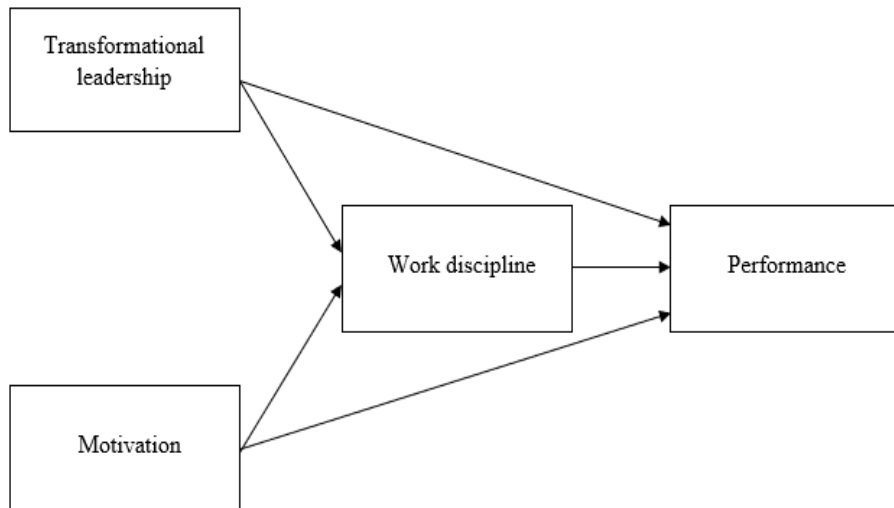 Transformational
leadership
Work discipline
Performance
Motivation